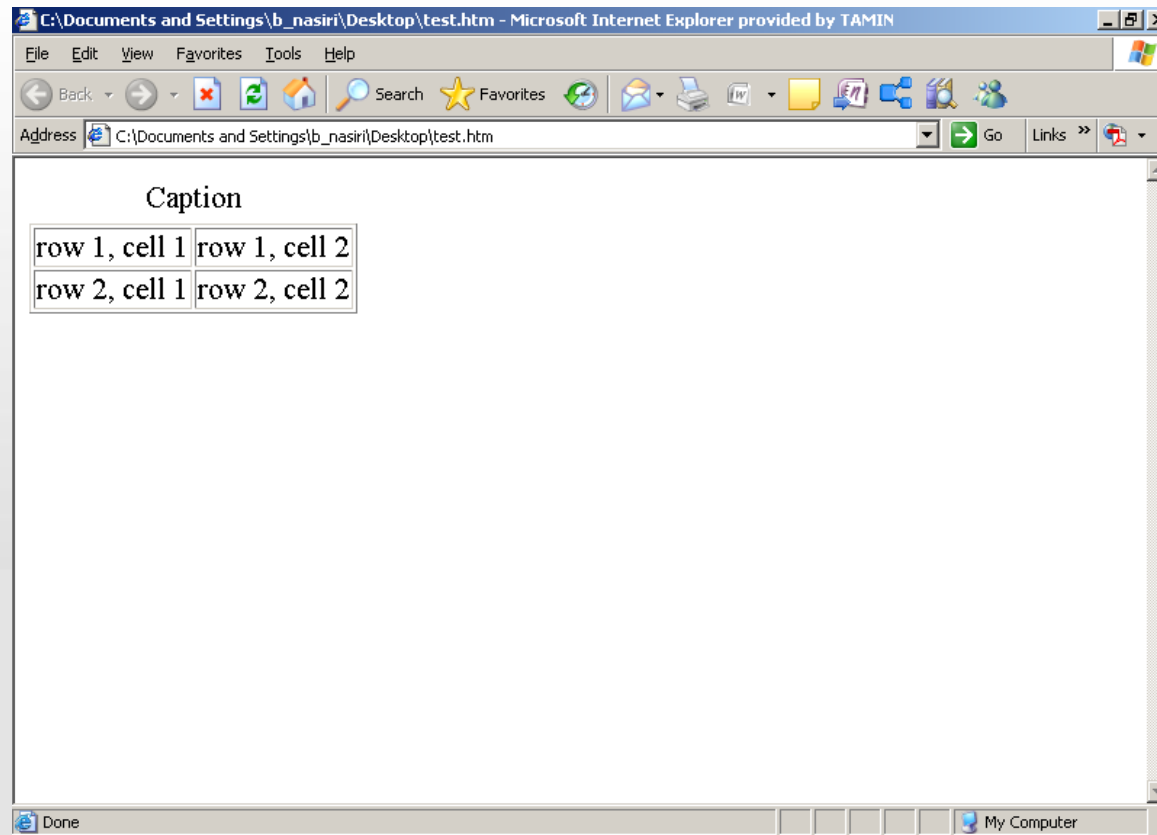 C:\Documents and Settings\b_nasiri\Desktop\test.htm - Microsoft Internet Explorer provided by TAMIN
File Edit View Favorites Tools Help
Back Search Favorites
Address C:\Documents and Settings\b_nasiri\Desktop\test.htm Go Links »
Caption
row 1, cell 1 row 1, cell 2
row 2, cell 1 row 2, cell 2
Done My Computer